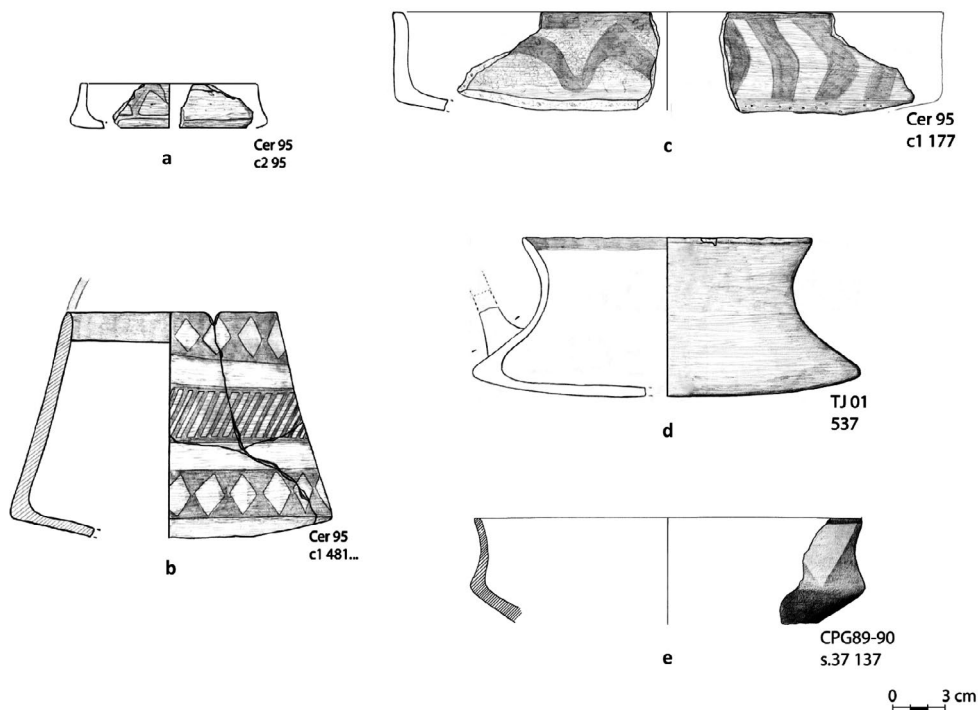 Cer 95
c2 95
a
Cer 95
c1 177
c
Cer 95
c1 481...
b
TJ 01
537
d
CPG89-90
s.37 137
e
0 3 cm